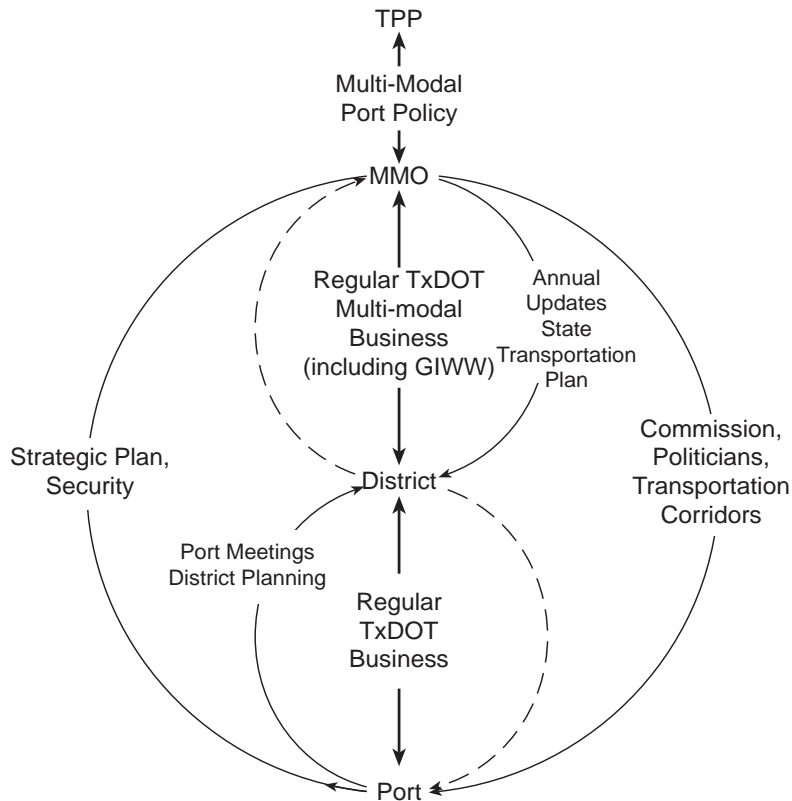 TPP
Multi-Modal
Port Policy
MMO
Regular TxDOT
Multi-modal
Business
(including GIWW)
Annual
Updates
State
Transportation
Plan
Strategic Plan,
Security
Commission,
Politicians,
Transportation
Corridors
District
Port Meetings
District Planning
Regular
TxDOT
Business
Port